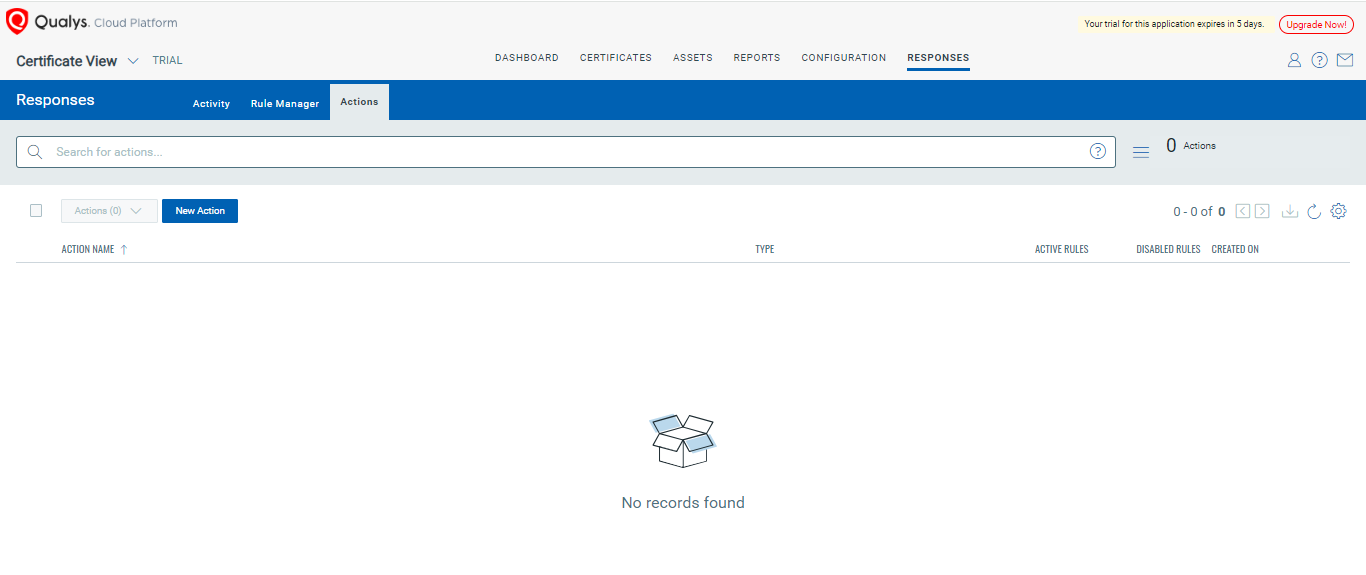 Qualys. Cloud Platform
Your trial for this application expires in 5 days. Upgrade Now!
Certificate View TRIAL DASHBOARD CERTIFICATES ASSETS REPORTS CONFIGURATION RESPONSES
Responses Activity Rule Manager Actions
Search for actions... ? 0 Actions
Actions (0) New Action 0 - 0 of 0
ACTION NAME ↑ TYPE ACTIVE RULES DISABLED RULES CREATED ON
No records found